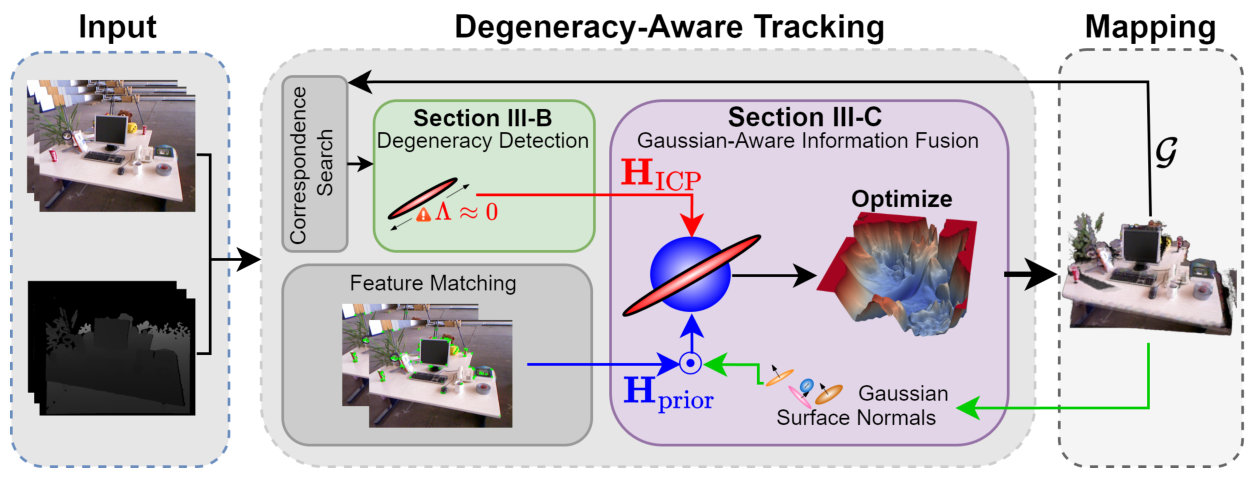 Input
Degeneracy-Aware Tracking
Mapping
Correspondence
Search
Section III-B
Degeneracy Detection
Λ ≈ 0
Section III-C
Gaussian-Aware Information Fusion
H_ICP
Optimize
𝒢
Feature Matching
H_prior
Gaussian
Surface Normals